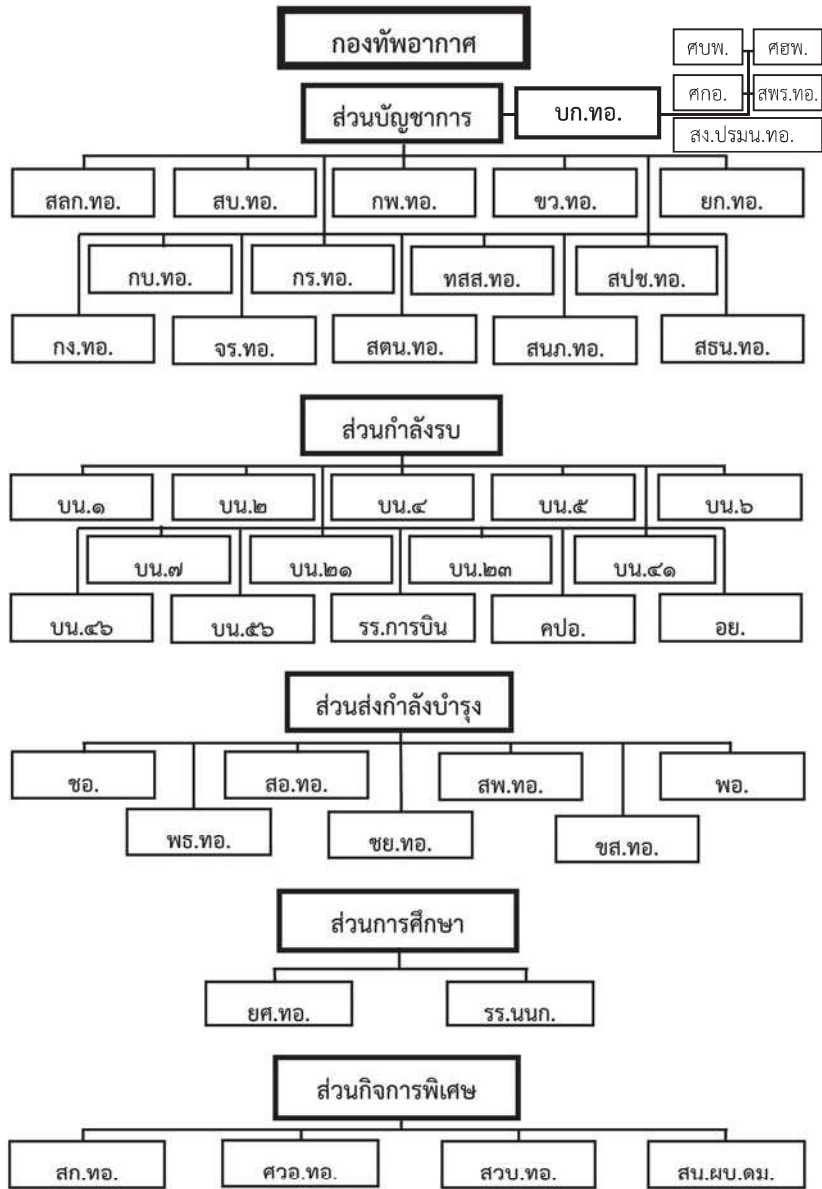 กองทัพอากาศ
ศบพ. ศฮพ.
ศกอ. สพร.ทอ.
ส่วนบัญชาการ บก.ทอ.
สง.ปรมน.ทอ.
สลก.ทอ. สบ.ทอ. กพ.ทอ. ขว.ทอ. ยก.ทอ.
กบ.ทอ. กร.ทอ. ทสส.ทอ. สปช.ทอ.
กง.ทอ. จร.ทอ. สตน.ทอ. สนภ.ทอ. สธน.ทอ.
ส่วนกำลังรบ
บน.๑ บน.๒ บน.๔ บน.๕ บน.๖
บน.๗ บน.๒๑ บน.๒๓ บน.๔๑
บน.๔๖ บน.๕๖ รร.การบิน คปอ. อย.
ส่วนส่งกำลังบำรุง
ชอ. สอ.ทอ. สพ.ทอ. พอ.
พธ.ทอ. ชย.ทอ. ขส.ทอ.
ส่วนการศึกษา
ยศ.ทอ. รร.นนก.
ส่วนกิจการพิเศษ
สก.ทอ. ศวอ.ทอ. สวบ.ทอ. สน.ผบ.ดม.